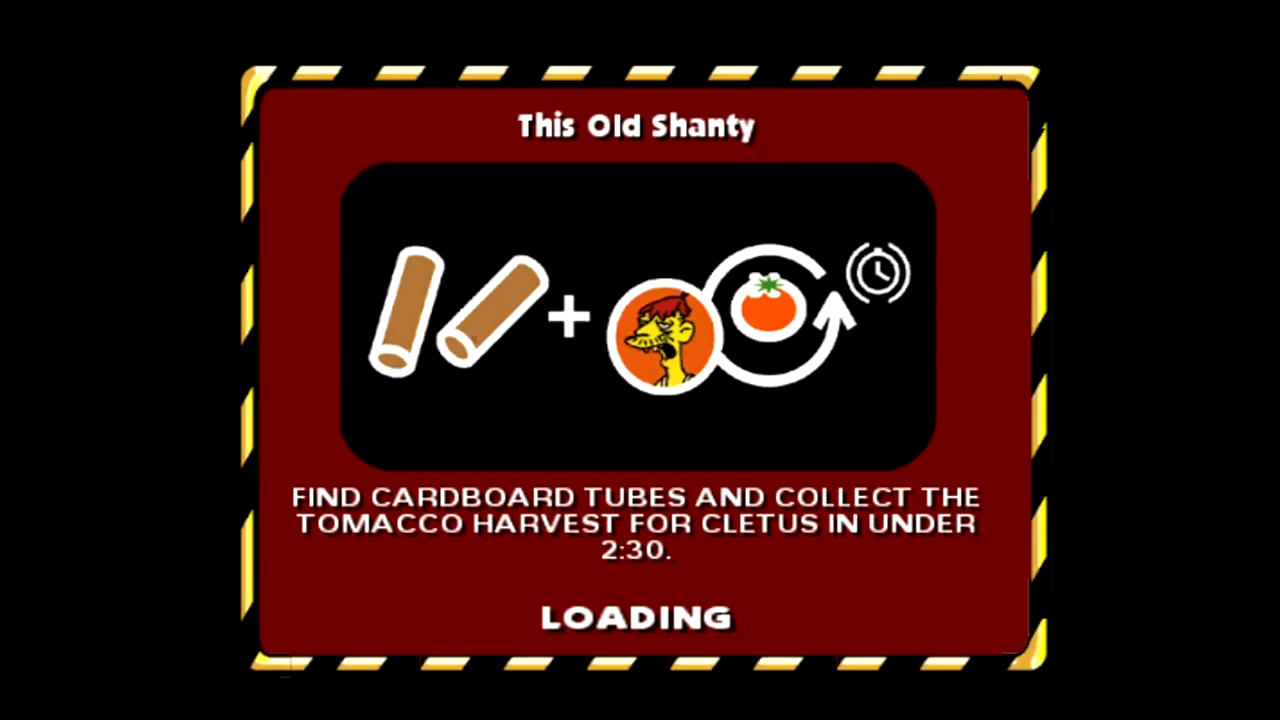 This Old Shanty
FIND CARDBOARD TUBES AND COLLECT THE
TOMACCO HARVEST FOR CLETUS IN UNDER
2:30.
LOADING